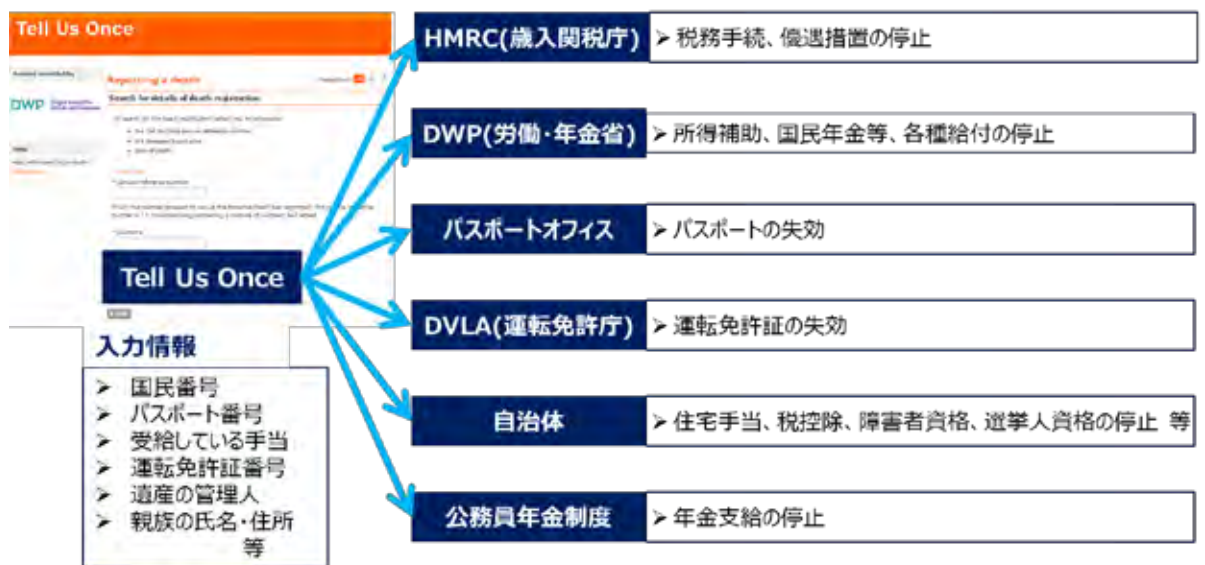 Tell Us Once
Reporting a death
Search for details of death registration
DWP
Tell Us Once
入力情報
➤ 国民番号
➤ パスポート番号
➤ 受給している手当
➤ 運転免許証番号
➤ 遺産の管理人
➤ 親族の氏名・住所
等
HMRC(歳入関税庁)
➤ 税務手続、優遇措置の停止
DWP(労働・年金省)
➤ 所得補助、国民年金等、各種給付の停止
パスポートオフィス
➤ パスポートの失効
DVLA(運転免許庁)
➤ 運転免許証の失効
自治体
➤ 住宅手当、税控除、障害者資格、選挙人資格の停止 等
公務員年金制度
➤ 年金支給の停止